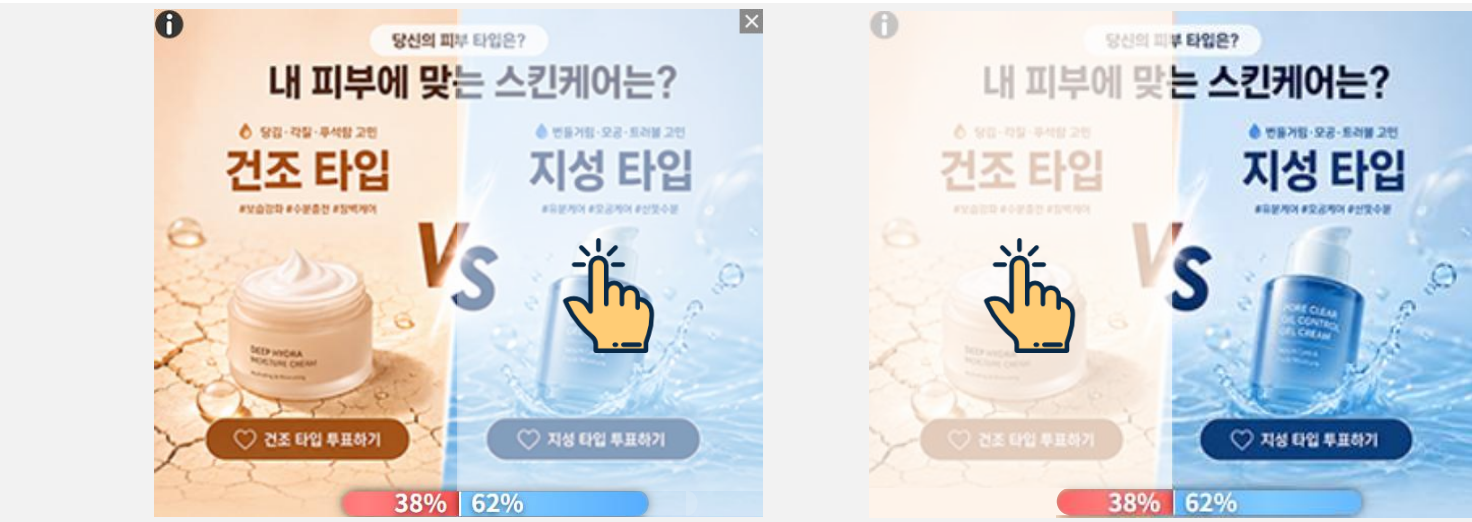 당신의 피부 타입은?
내 피부에 맞는 스킨케어는?
당김·각질·푸석함 고민
건조 타입
#보습강화 #수분충전 #장벽케어
번들거림·모공·트러블 고민
지성 타입
#유분케어 #모공케어 #산뜻수분
VS
DEEP HYDRA
MOISTURE CREAM
건조 타입 투표하기
지성 타입 투표하기
38% 62%
당신의 피부 타입은?
내 피부에 맞는 스킨케어는?
당김·각질·푸석함 고민
건조 타입
#보습강화 #수분충전 #장벽케어
번들거림·모공·트러블 고민
지성 타입
#유분케어 #모공케어 #산뜻수분
VS
DEEP HYDRA
MOISTURE CREAM
PORE CLEAR
OIL CONTROL
GEL CREAM
건조 타입 투표하기
지성 타입 투표하기
38% 62%